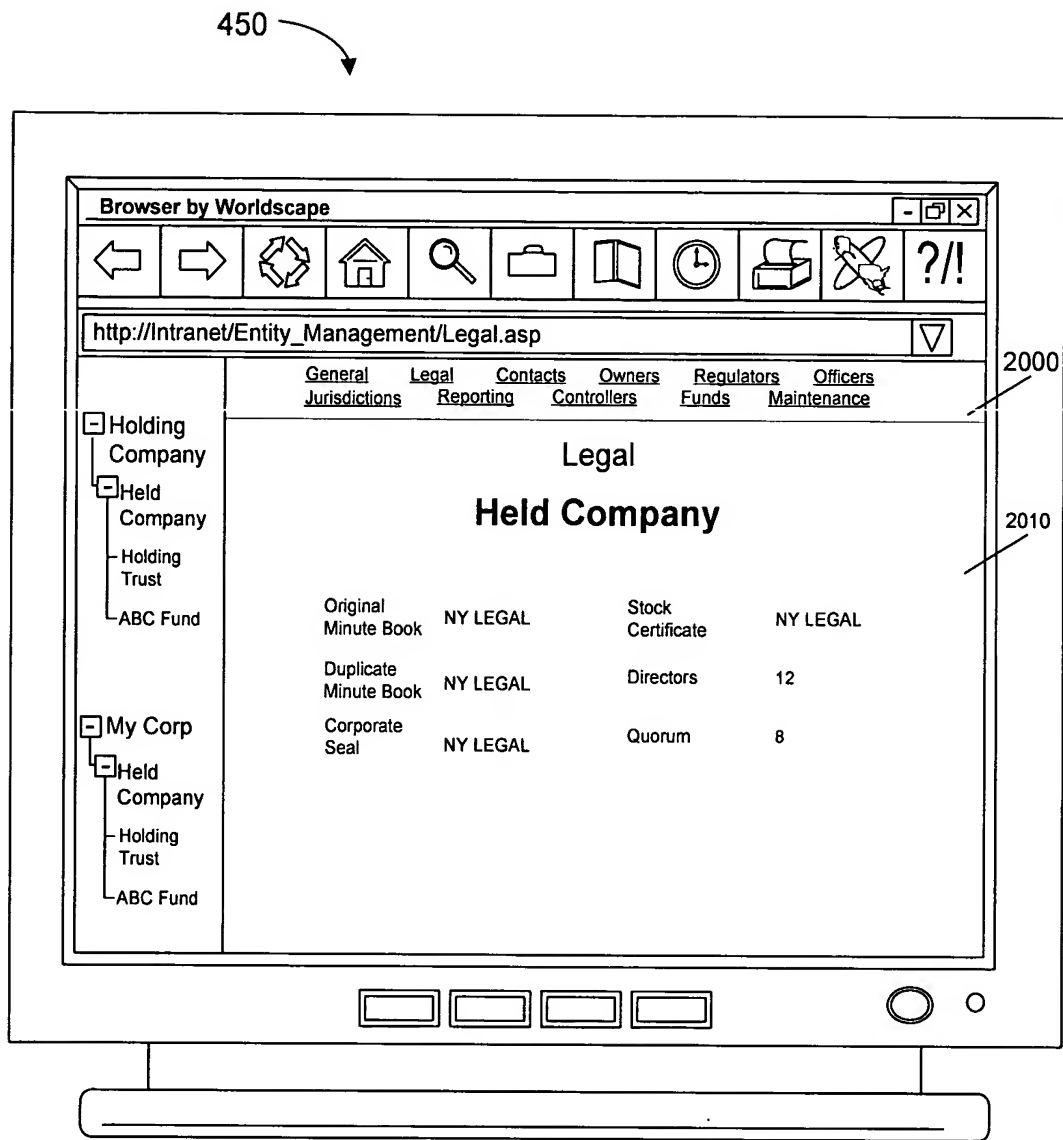 450
Browser by Worldscape
?/!
http://Intranet/Entity_Management/Legal.asp
General Legal Contacts Owners Regulators Officers
Jurisdictions Reporting Controllers Funds Maintenance
2000
Holding
Company
Held
Company
Holding
Trust
ABC Fund
My Corp
Held
Company
Holding
Trust
ABC Fund
Legal
Held Company
2010
Original
Minute Book NY LEGAL
Stock
Certificate NY LEGAL
Duplicate
Minute Book NY LEGAL
Directors 12
Corporate
Seal NY LEGAL
Quorum 8